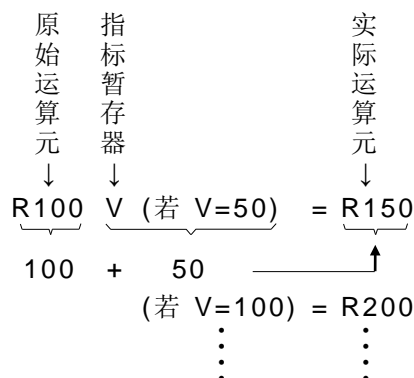 原始运算元
指标暂存器
实际运算元
R100 V (若 V=50) = R150
100 + 50
(若 V=100) = R200